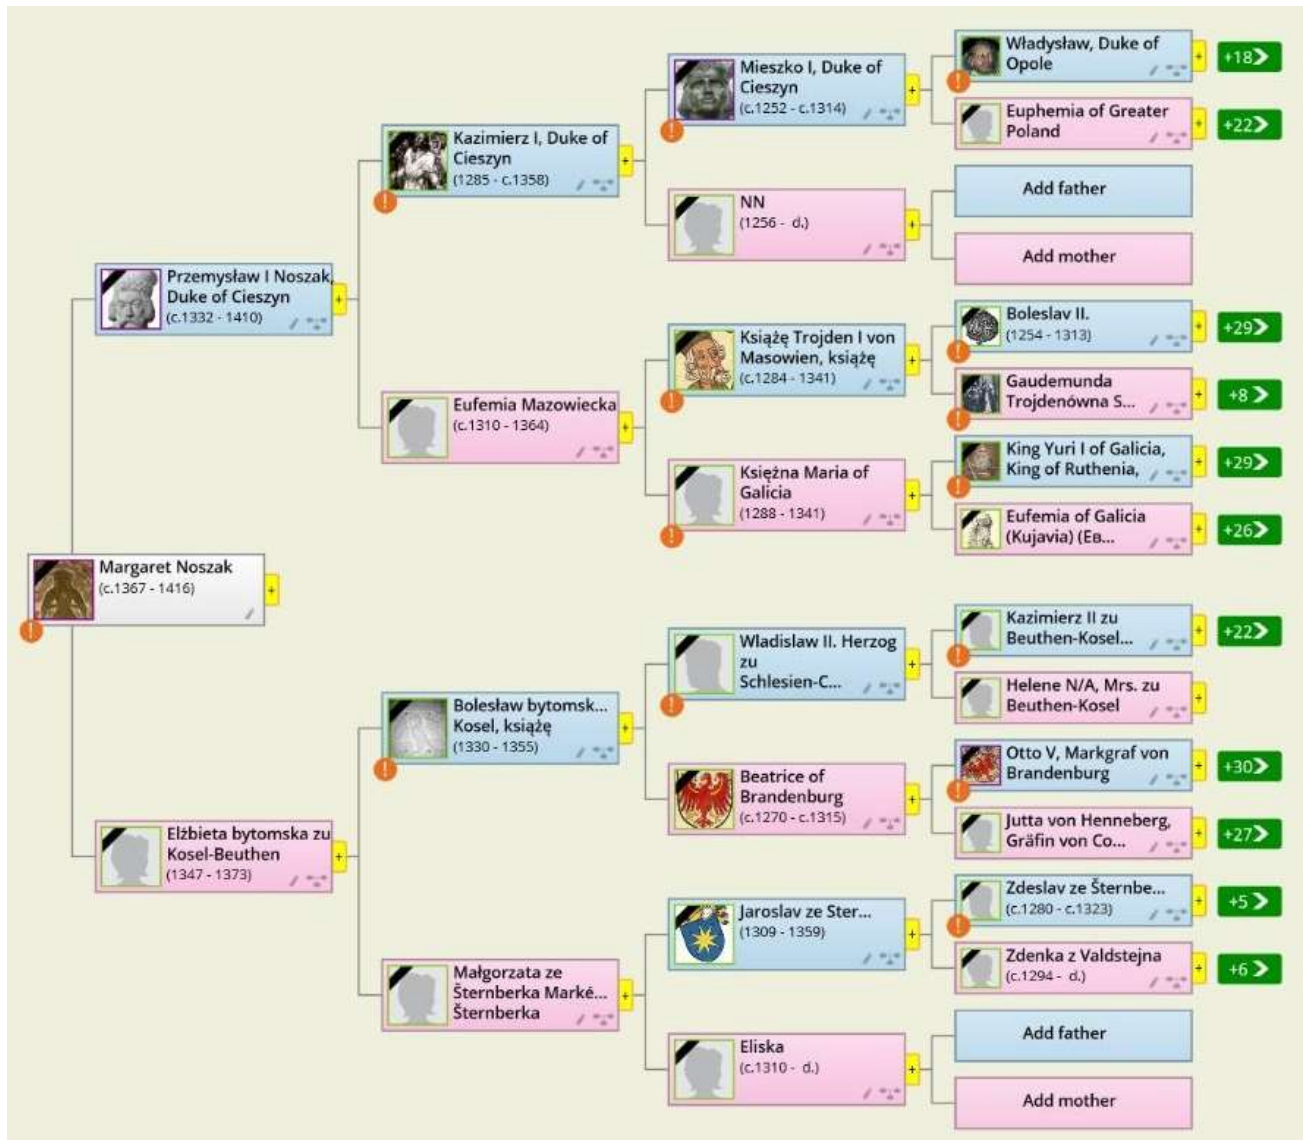 Władysław, Duke of
Opole
+18
Mieszko I, Duke of
Cieszyn
(c.1252 - c.1314)
+
+
Euphemia of Greater
Poland
+
+22
Kazimierz I, Duke of
Cieszyn
(1285 - c.1358)
+
Add father
NN
(1256 - d.)
+
Add mother
Przemysław I Noszak,
Duke of Cieszyn
(c.1332 - 1410)
+
Boleslav II.
(1254 - 1313)
+
+29
Książę Trojden I von
Masowien, książę
(c.1284 - 1341)
+
Gaudemunda
Trojdenówna S...
+
+8
Eufemia Mazowiecka
(c.1310 - 1364)
+
King Yuri I of Galicia,
King of Ruthenia,
+
+29
Księżna Maria of
Galicia
(1288 - 1341)
+
Eufemia of Galicia
(Kujavia) (Ев...
+
+26
Margaret Noszak
(c.1367 - 1416)
+
Kazimierz II zu
Beuthen-Kosel...
+
+22
Wladislaw II. Herzog
zu
Schlesien-C...
+
Helene N/A, Mrs. zu
Beuthen-Kosel
+
Bolesław bytomsk...
Kosel, książę
(1330 - 1355)
+
Otto V, Markgraf von
Brandenburg
+
+30
Beatrice of
Brandenburg
(c.1270 - c.1315)
+
Jutta von Henneberg,
Gräfin von Co...
+
+27
Elżbieta bytomska zu
Kosel-Beuthen
(1347 - 1373)
+
Zdeslav ze Šternbe...
(c.1280 - c.1323)
+
+5
Jaroslav ze Ster...
(1309 - 1359)
+
Zdenka z Valdstejna
(c.1294 - d.)
+
+6
Małgorzata ze
Šternberka Marké...
Šternberka
+
Add father
Eliska
(c.1310 - d.)
+
Add mother